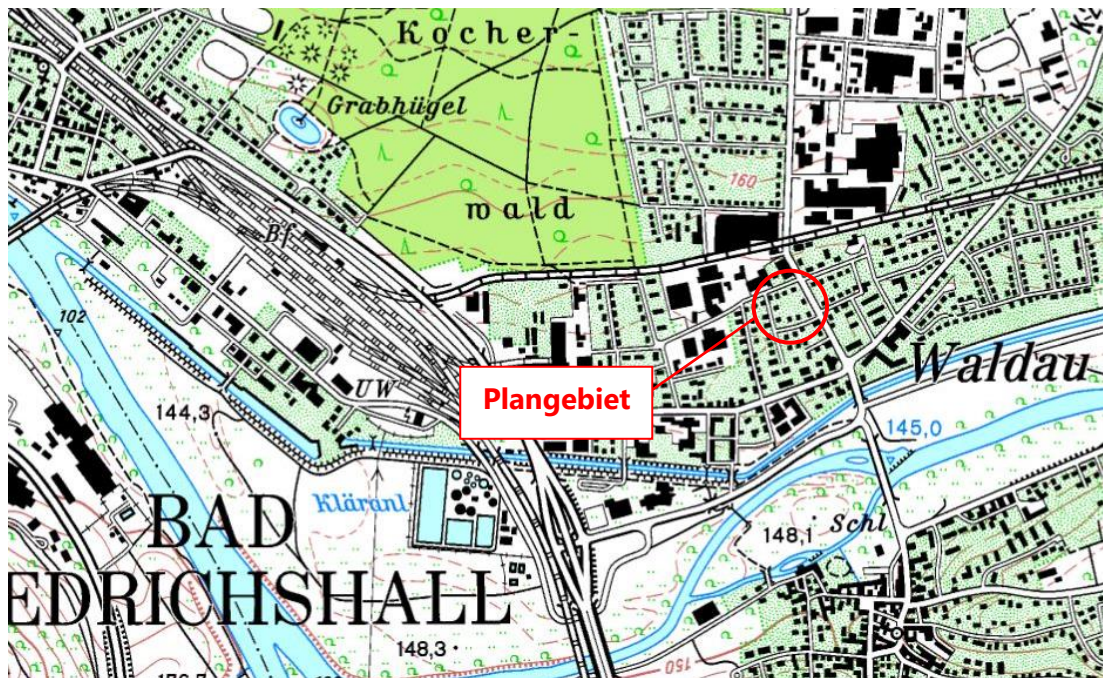 Kocher-
Grabhügel
wald
160
Bf
102
UW
Plangebiet
Waldau
144,3
145,0
Kläranl
BAD
148,1
Schl
EDRICHSHALL
148,3
150